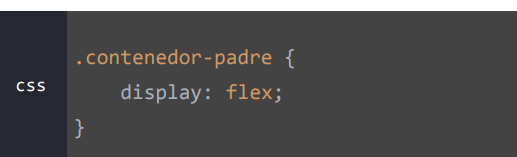 css
.contenedor-padre {
    display: flex;
}